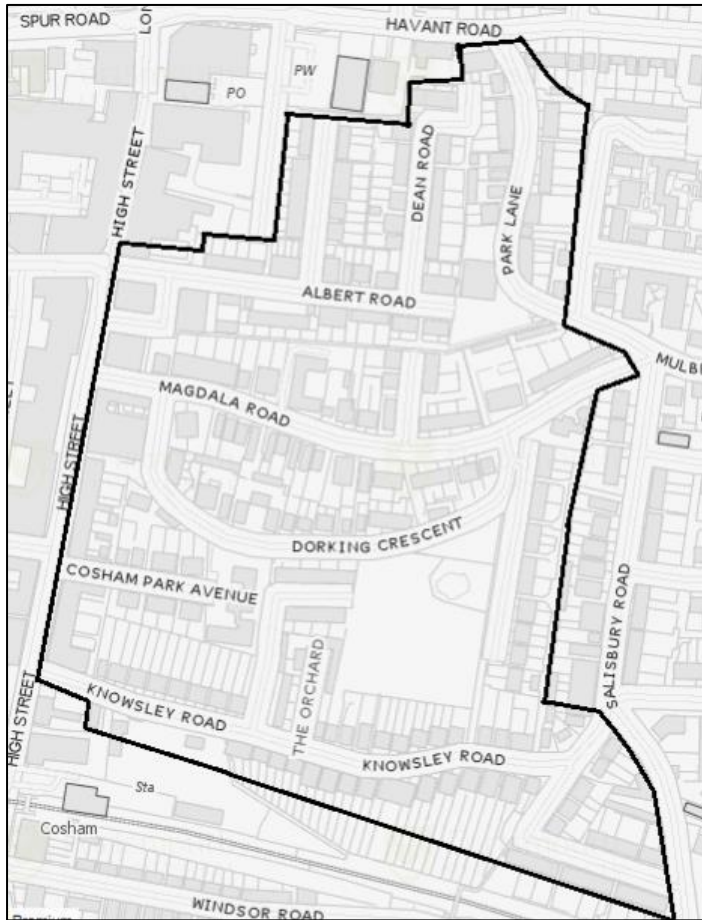 SPUR ROAD
LON
HAVANT ROAD
PW
PO
HIGH STREET
DEAN ROAD
PARK LANE
ALBERT ROAD
MULB
MAGDALA ROAD
HIGH STREET
DORKING CRESCENT
COSHAM PARK AVENUE
SALISBURY ROAD
THE ORCHARD
KNOWSLEY ROAD
HIGH STREET
KNOWSLEY ROAD
Sta
Cosham
WINDSOR ROAD
Premium